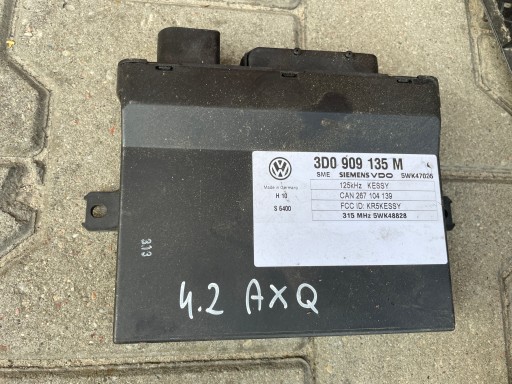 3D0 909 135 M
SME SIEMENS VDO 5WK47026
Made in Germany
125kHz KESSY
H 10
CAN 267 104 139
S 6400
FCC ID: KR5KESSY
315 MHz 5WK48828
313
4.2 AXQ